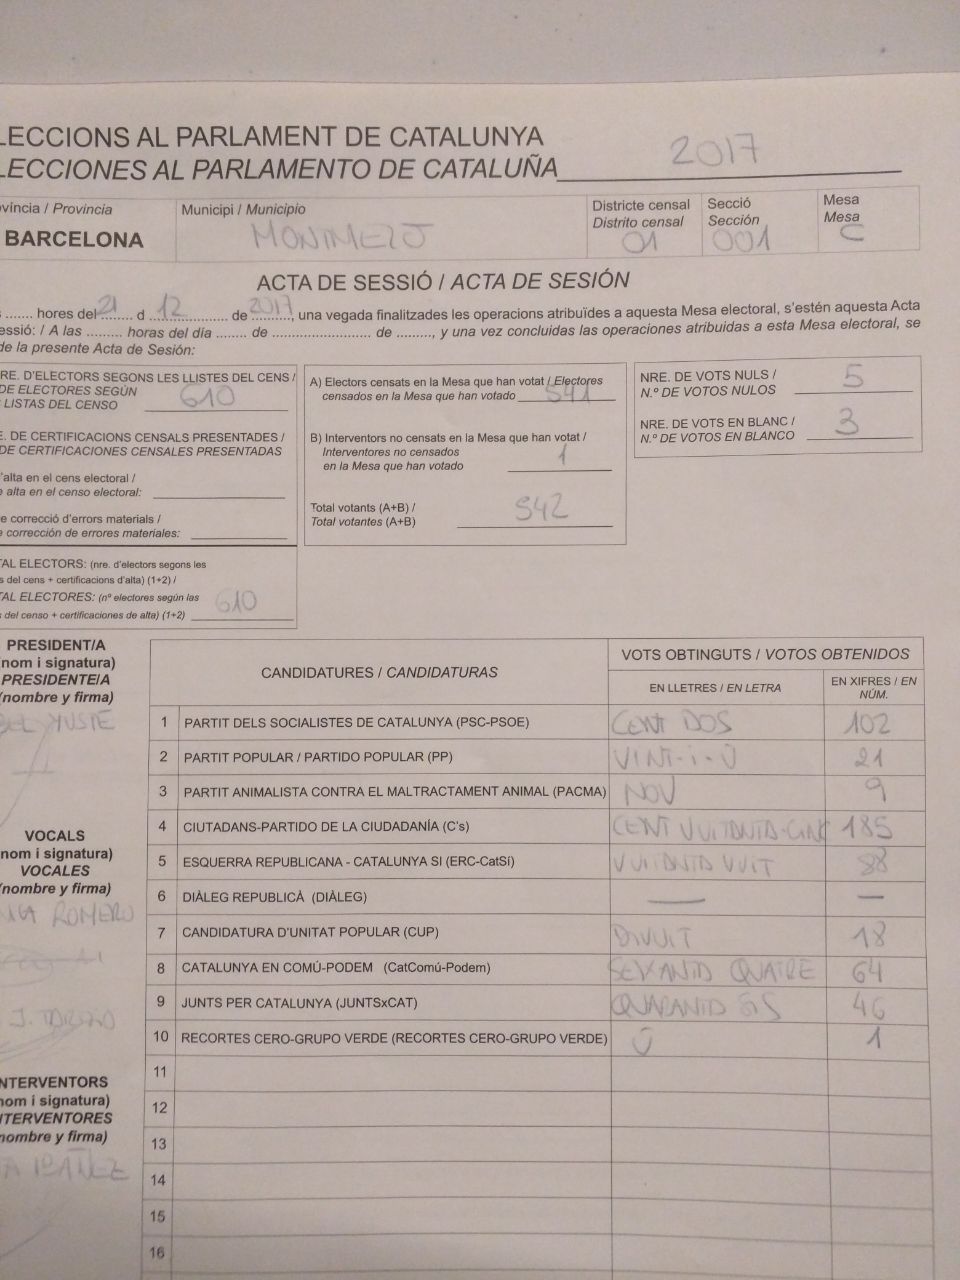 LECCIONS AL PARLAMENT DE CATALUNYA
LECCIONES AL PARLAMENTO DE CATALUÑA 2017
víncia / Provincia
BARCELONA
Municipi / Municipio
MONTMELÓ
Districte censal
Distrito censal
01
Secció
Sección
001
Mesa
Mesa
C
ACTA DE SESSIÓ / ACTA DE SESIÓN
....... hores del 21 d 12 de 2017, una vegada finalitzades les operacions atribuïdes a aquesta Mesa electoral, s'estén aquesta Acta
essió: / A las ......... horas del día ........ de ......................... de ........., y una vez concluidas las operaciones atribuidas a esta Mesa electoral, se
de la presente Acta de Sesión:
RE. D'ELECTORS SEGONS LES LLISTES DEL CENS /
DE ELECTORES SEGÚN
LISTAS DEL CENSO 610
E. DE CERTIFICACIONS CENSALS PRESENTADES /
DE CERTIFICACIONES CENSALES PRESENTADAS
'alta en el cens electoral /
e alta en el censo electoral:
e correcció d'errors materials /
e corrección de errores materiales:
TAL ELECTORS: (nre. d'electors segons les
s del cens + certificacions d'alta) (1+2) /
TAL ELECTORES: (nº electores según las
s del censo + certificaciones de alta) (1+2) 610
A) Electors censats en la Mesa que han votat / Electores
censados en la Mesa que han votado 541
B) Interventors no censats en la Mesa que han votat /
Interventores no censados
en la Mesa que han votado 1
Total votants (A+B) /
Total votantes (A+B) 542
NRE. DE VOTS NULS /
N.º DE VOTOS NULOS 5
NRE. DE VOTS EN BLANC /
N.º DE VOTOS EN BLANCO 3
PRESIDENT/A
(nom i signatura)
PRESIDENTE/A
(nombre y firma)
VOCALS
(nom i signatura)
VOCALES
(nombre y firma)
ROMERO
J.
NTERVENTORS
nom i signatura)
NTERVENTORES
nombre y firma)
IBAÑEZ
CANDIDATURES / CANDIDATURAS
VOTS OBTINGUTS / VOTOS OBTENIDOS
EN LLETRES / EN LETRA
EN XIFRES / EN NÚM.
1 PARTIT DELS SOCIALISTES DE CATALUNYA (PSC-PSOE) CENT DOS 102
2 PARTIT POPULAR / PARTIDO POPULAR (PP) VINT-I-U 21
3 PARTIT ANIMALISTA CONTRA EL MALTRACTAMENT ANIMAL (PACMA) NOU 9
4 CIUTADANS-PARTIDO DE LA CIUDADANÍA (C's) CENT VUITANTA-CINC 185
5 ESQUERRA REPUBLICANA - CATALUNYA SI (ERC-CatSí) VUITANTA VUIT 88
6 DIÀLEG REPUBLICÀ (DIÀLEG) — —
7 CANDIDATURA D'UNITAT POPULAR (CUP) DIVUIT 18
8 CATALUNYA EN COMÚ-PODEM (CatComú-Podem) SEXANTA QUATRE 64
9 JUNTS PER CATALUNYA (JUNTSxCAT) QUARANTA SIS 46
10 RECORTES CERO-GRUPO VERDE (RECORTES CERO-GRUPO VERDE) U 1
11
12
13
14
15
16